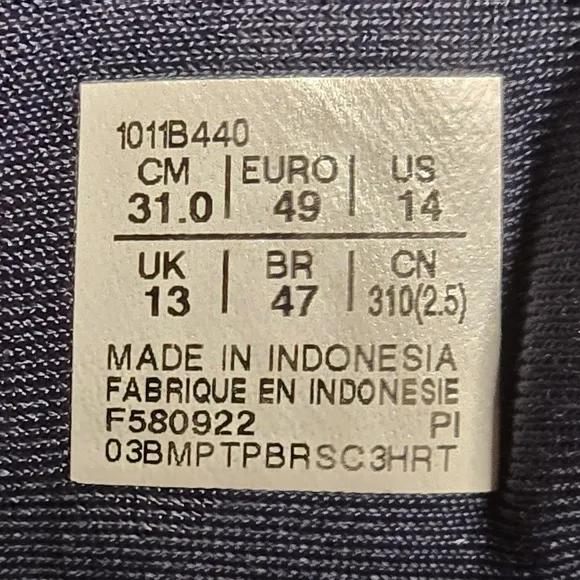 1011B440
CM | EURO | US
31.0 | 49 | 14
UK | BR | CN
13 | 47 | 310(2.5)
MADE IN INDONESIA
FABRIQUE EN INDONESIE
F580922 PI
03BMPTPBRSC3HRT